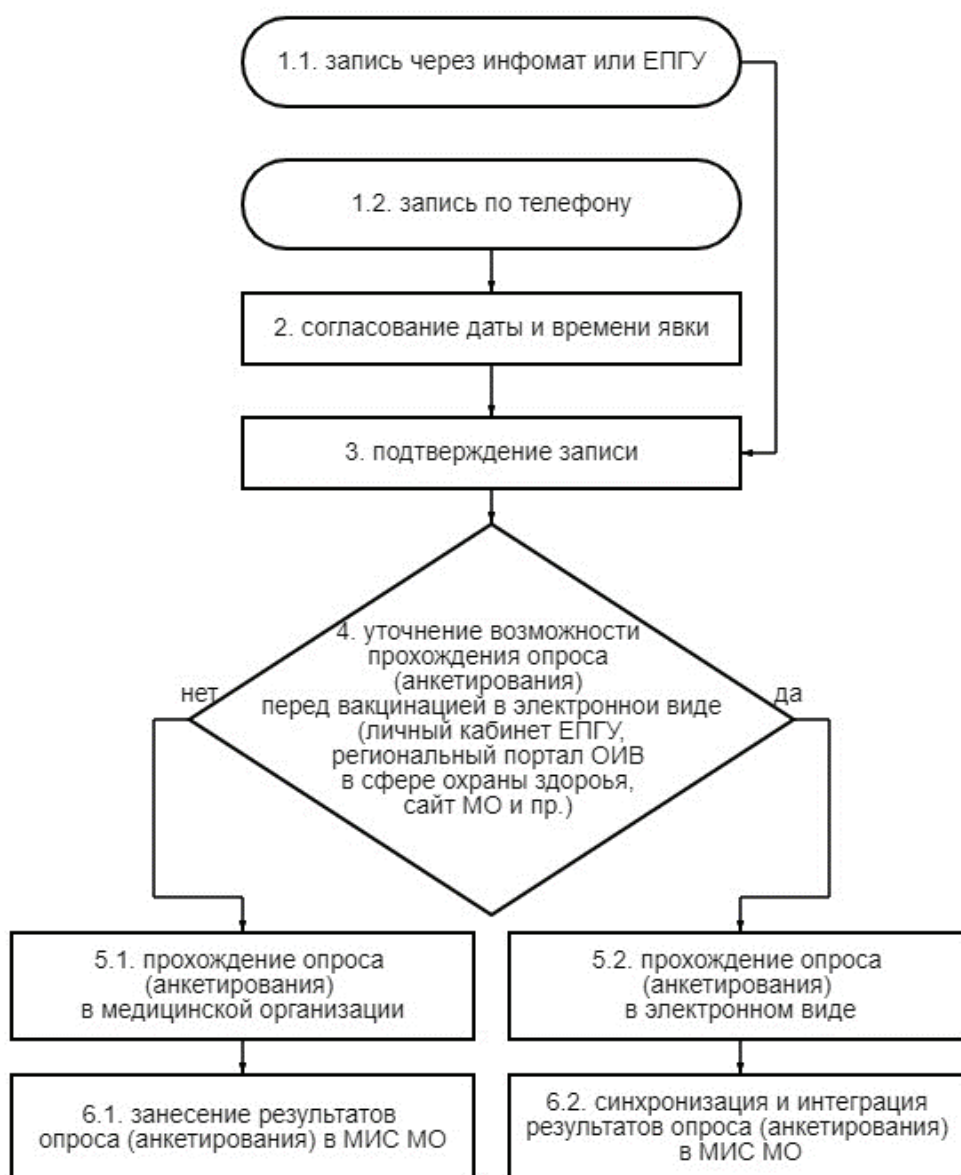 1.1. запись через инфомат или ЕПГУ
1.2. запись по телефону
2. согласование даты и времени явки
3. подтверждение записи
4. уточнение возможности
прохождения опроса
(анкетирования)
перед вакцинацией в электроннои виде
(личный кабинет ЕПГУ,
региональный портал ОИВ
в сфере охраны здороья,
сайт МО и пр.)
нет
да
5.1. прохождение опроса
(анкетирования)
в медицинской организации
5.2. прохождение опроса
(анкетирования)
в электронном виде
6.1. занесение результатов
опроса (анкетирования) в МИС МО
6.2. синхронизация и интеграция
результатов опроса (анкетирования)
в МИС МО